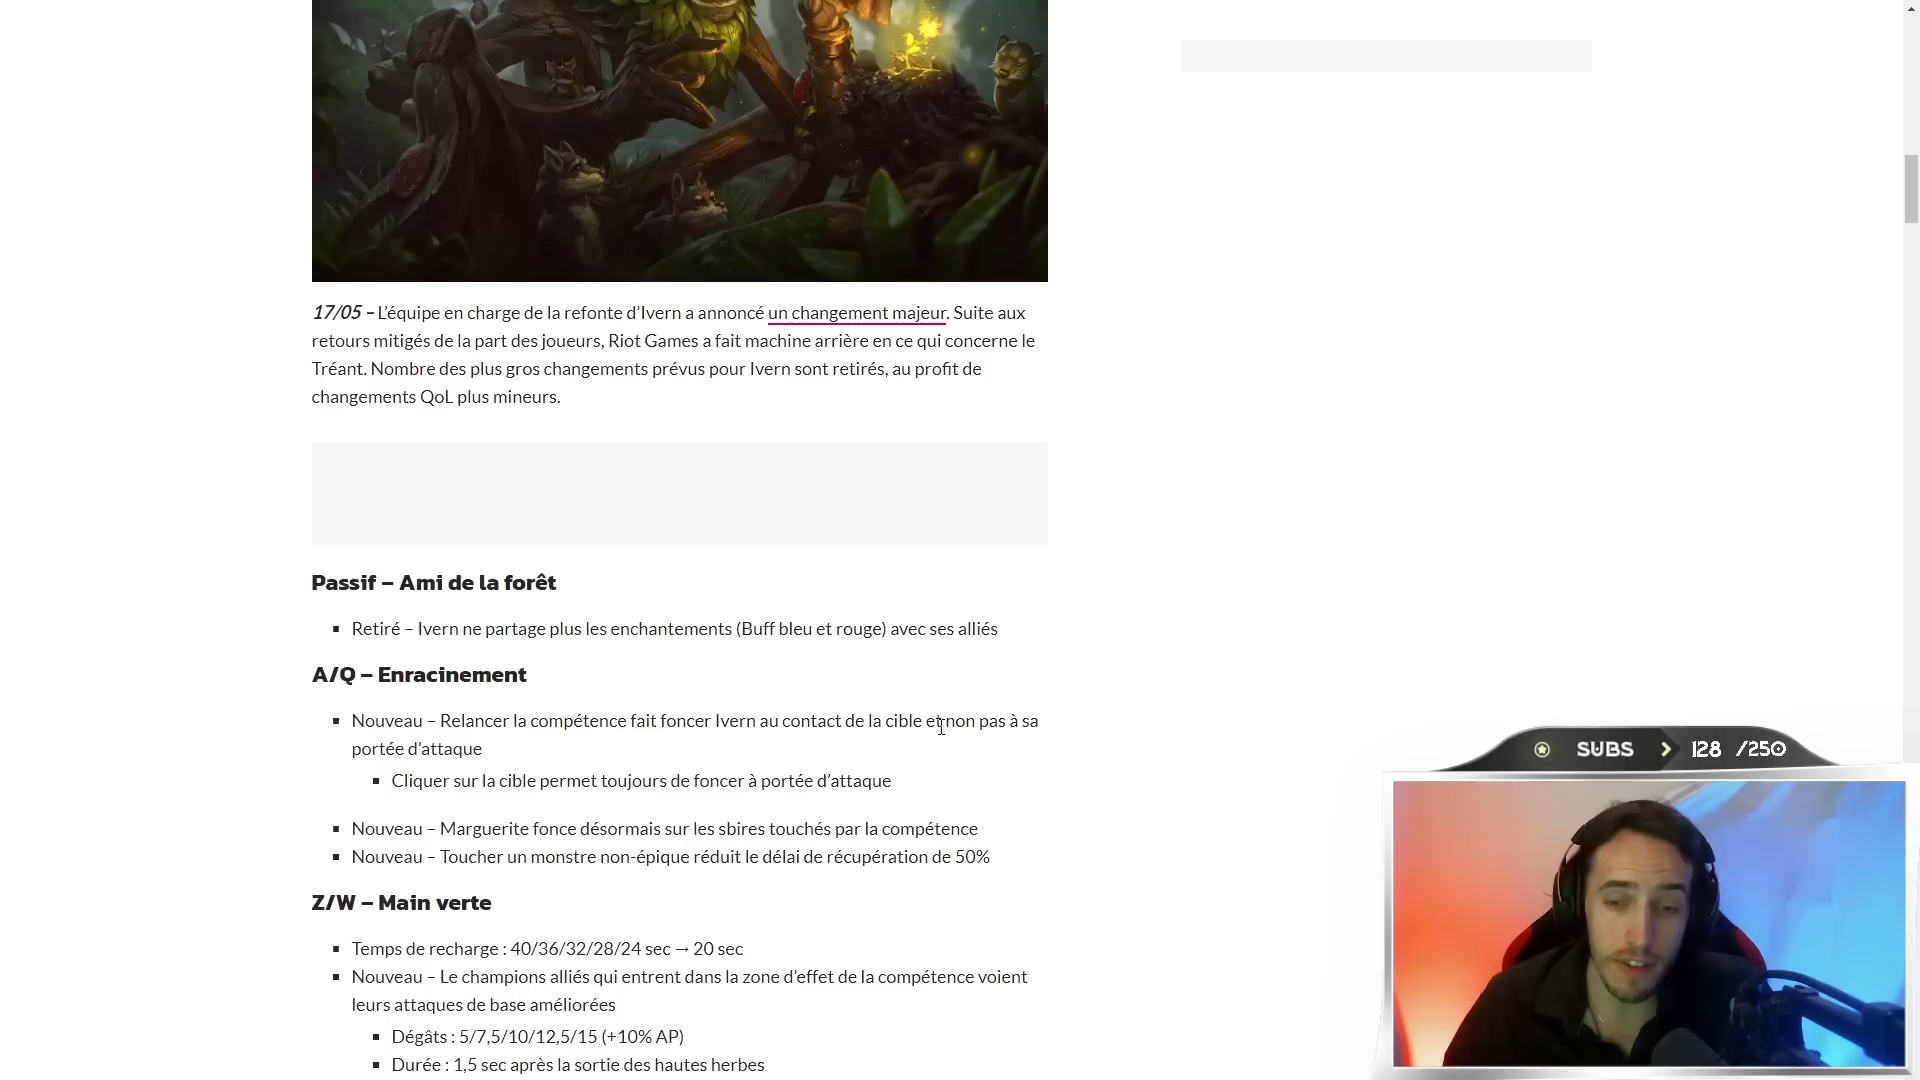 17/05 – L’équipe en charge de la refonte d’Ivern a annoncé un changement majeur. Suite aux
retours mitigés de la part des joueurs, Riot Games a fait machine arrière en ce qui concerne le
Tréant. Nombre des plus gros changements prévus pour Ivern sont retirés, au profit de
changements QoL plus mineurs.
Passif – Ami de la forêt
▪ Retiré – Ivern ne partage plus les enchantements (Buff bleu et rouge) avec ses alliés
A/Q – Enracinement
▪ Nouveau – Relancer la compétence fait foncer Ivern au contact de la cible et non pas à sa
portée d’attaque
▪ Cliquer sur la cible permet toujours de foncer à portée d’attaque
▪ Nouveau – Marguerite fonce désormais sur les sbires touchés par la compétence
▪ Nouveau – Toucher un monstre non-épique réduit le délai de récupération de 50%
Z/W – Main verte
▪ Temps de recharge : 40/36/32/28/24 sec → 20 sec
▪ Nouveau – Le champions alliés qui entrent dans la zone d’effet de la compétence voient
leurs attaques de base améliorées
▪ Dégâts : 5/7,5/10/12,5/15 (+10% AP)
▪ Durée : 1,5 sec après la sortie des hautes herbes
SUBS 128 /250